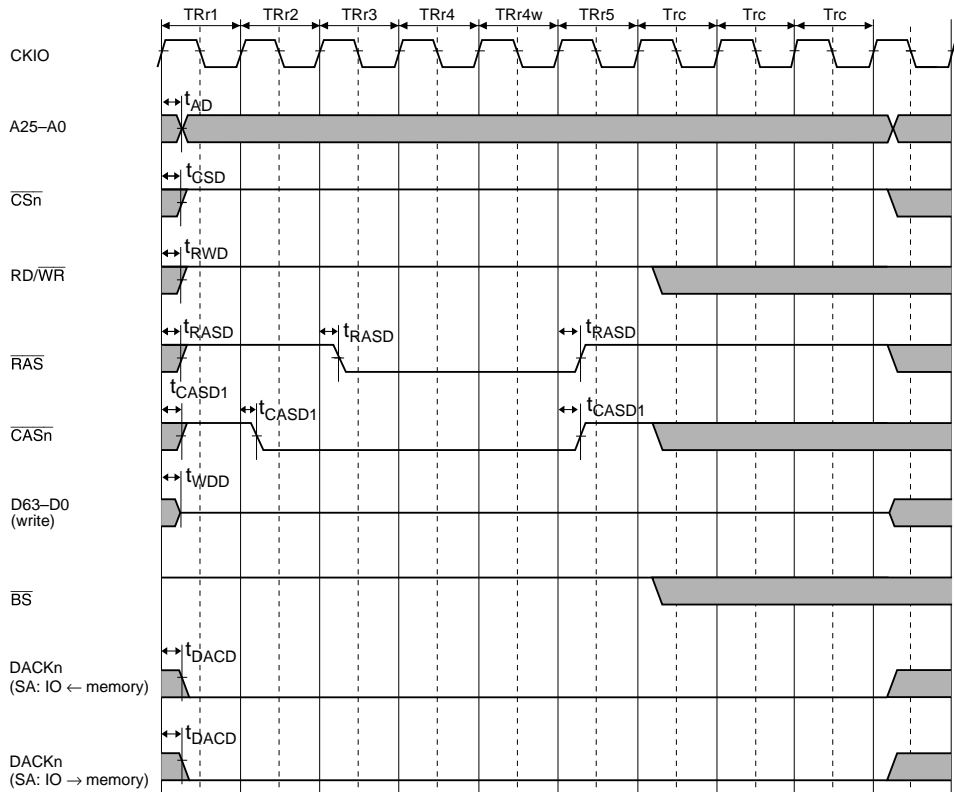 TRr1 TRr2 TRr3 TRr4 TRr4w TRr5 Trc Trc Trc
CKIO
tAD
A25–A0
tCSD
CSn
tRWD
RD/WR
tRASD tRASD tRASD
RAS
tCASD1 tCASD1 tCASD1
CASn
tWDD
D63–D0
(write)
BS
tDACD
DACKn
(SA: IO ← memory)
tDACD
DACKn
(SA: IO → memory)